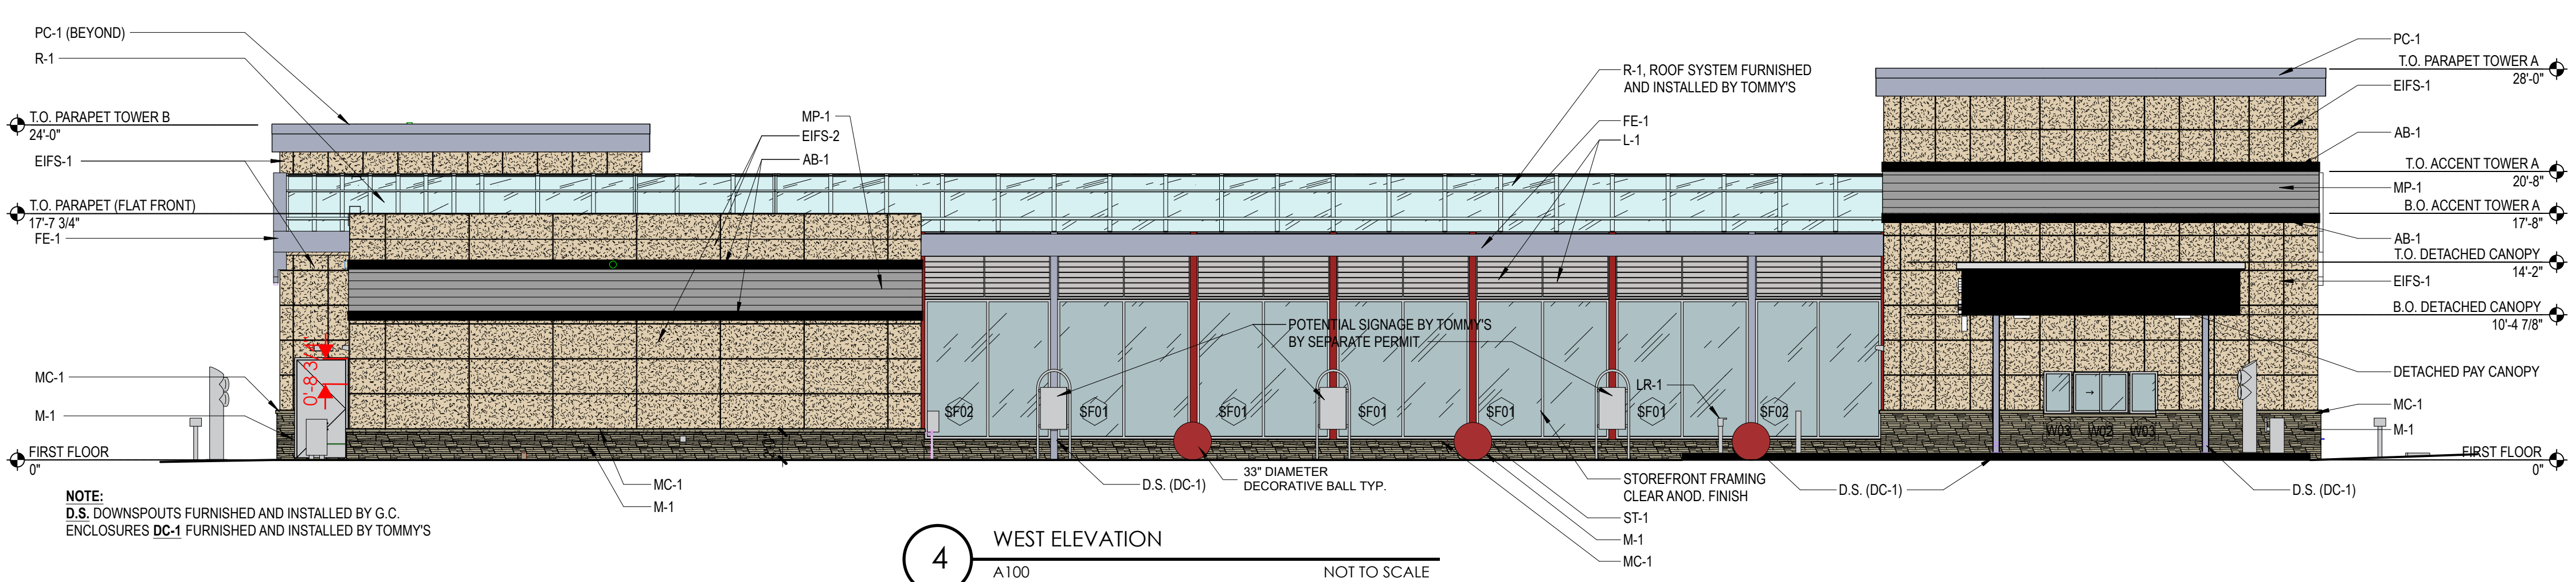 PC-1 (BEYOND)
R-1
T.O. PARAPET TOWER B
24'-0"
EIFS-1
T.O. PARAPET (FLAT FRONT)
17'-7 3/4"
FE-1
MC-1
M-1
FIRST FLOOR
0"
0'-8 3/4"
MP-1
EIFS-2
AB-1
R-1, ROOF SYSTEM FURNISHED
AND INSTALLED BY TOMMY'S
FE-1
L-1
POTENTIAL SIGNAGE BY TOMMY'S
BY SEPARATE PERMIT
LR-1
SF02
SF01
SF01
SF01
SF01
SF01
SF02
W03
W02
W03
PC-1
T.O. PARAPET TOWER A
28'-0"
EIFS-1
AB-1
T.O. ACCENT TOWER A
20'-8"
MP-1
B.O. ACCENT TOWER A
17'-8"
AB-1
T.O. DETACHED CANOPY
14'-2"
EIFS-1
B.O. DETACHED CANOPY
10'-4 7/8"
DETACHED PAY CANOPY
MC-1
M-1
FIRST FLOOR
0"
MC-1
M-1
D.S. (DC-1)
33" DIAMETER
DECORATIVE BALL TYP.
STOREFRONT FRAMING
CLEAR ANOD. FINISH
ST-1
M-1
MC-1
D.S. (DC-1)
D.S. (DC-1)
NOTE:
D.S. DOWNSPOUTS FURNISHED AND INSTALLED BY G.C.
ENCLOSURES DC-1 FURNISHED AND INSTALLED BY TOMMY'S
4
WEST ELEVATION
A100
NOT TO SCALE